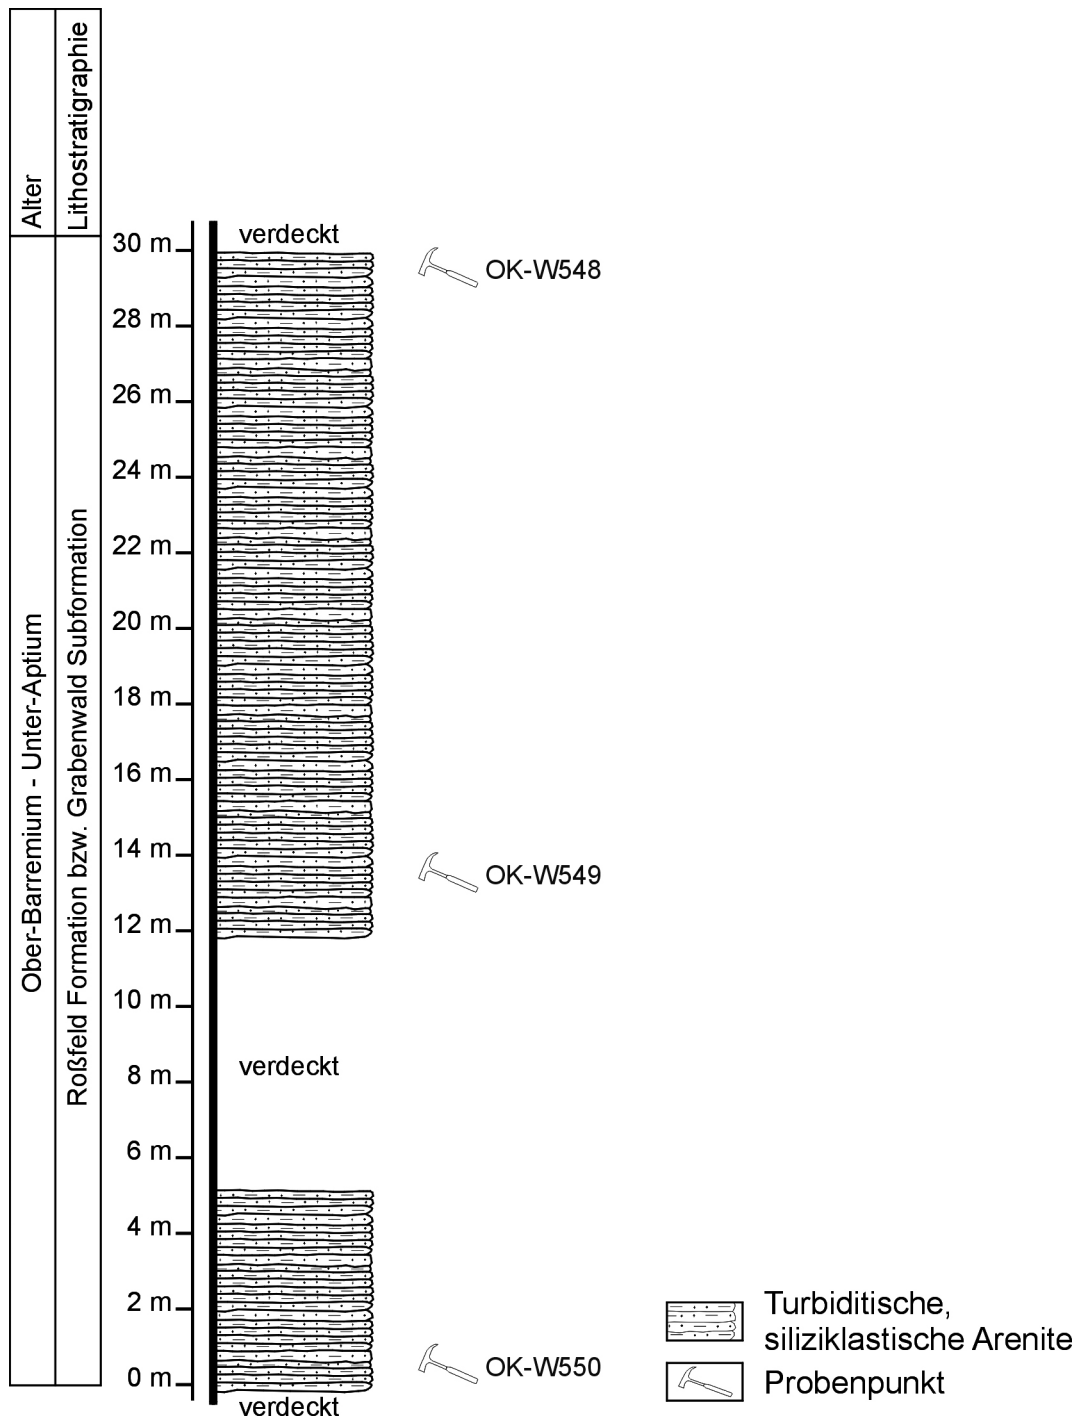 Alter
Lithostratigraphie
Ober-Barremium - Unter-Aptium
Roßfeld Formation bzw. Grabenwald Subformation
verdeckt
30 m
OK-W548
28 m
26 m
24 m
22 m
20 m
18 m
16 m
14 m
OK-W549
12 m
10 m
verdeckt
8 m
6 m
4 m
2 m
OK-W550
0 m
verdeckt
Turbiditische,
siliziklastische Arenite
Probenpunkt